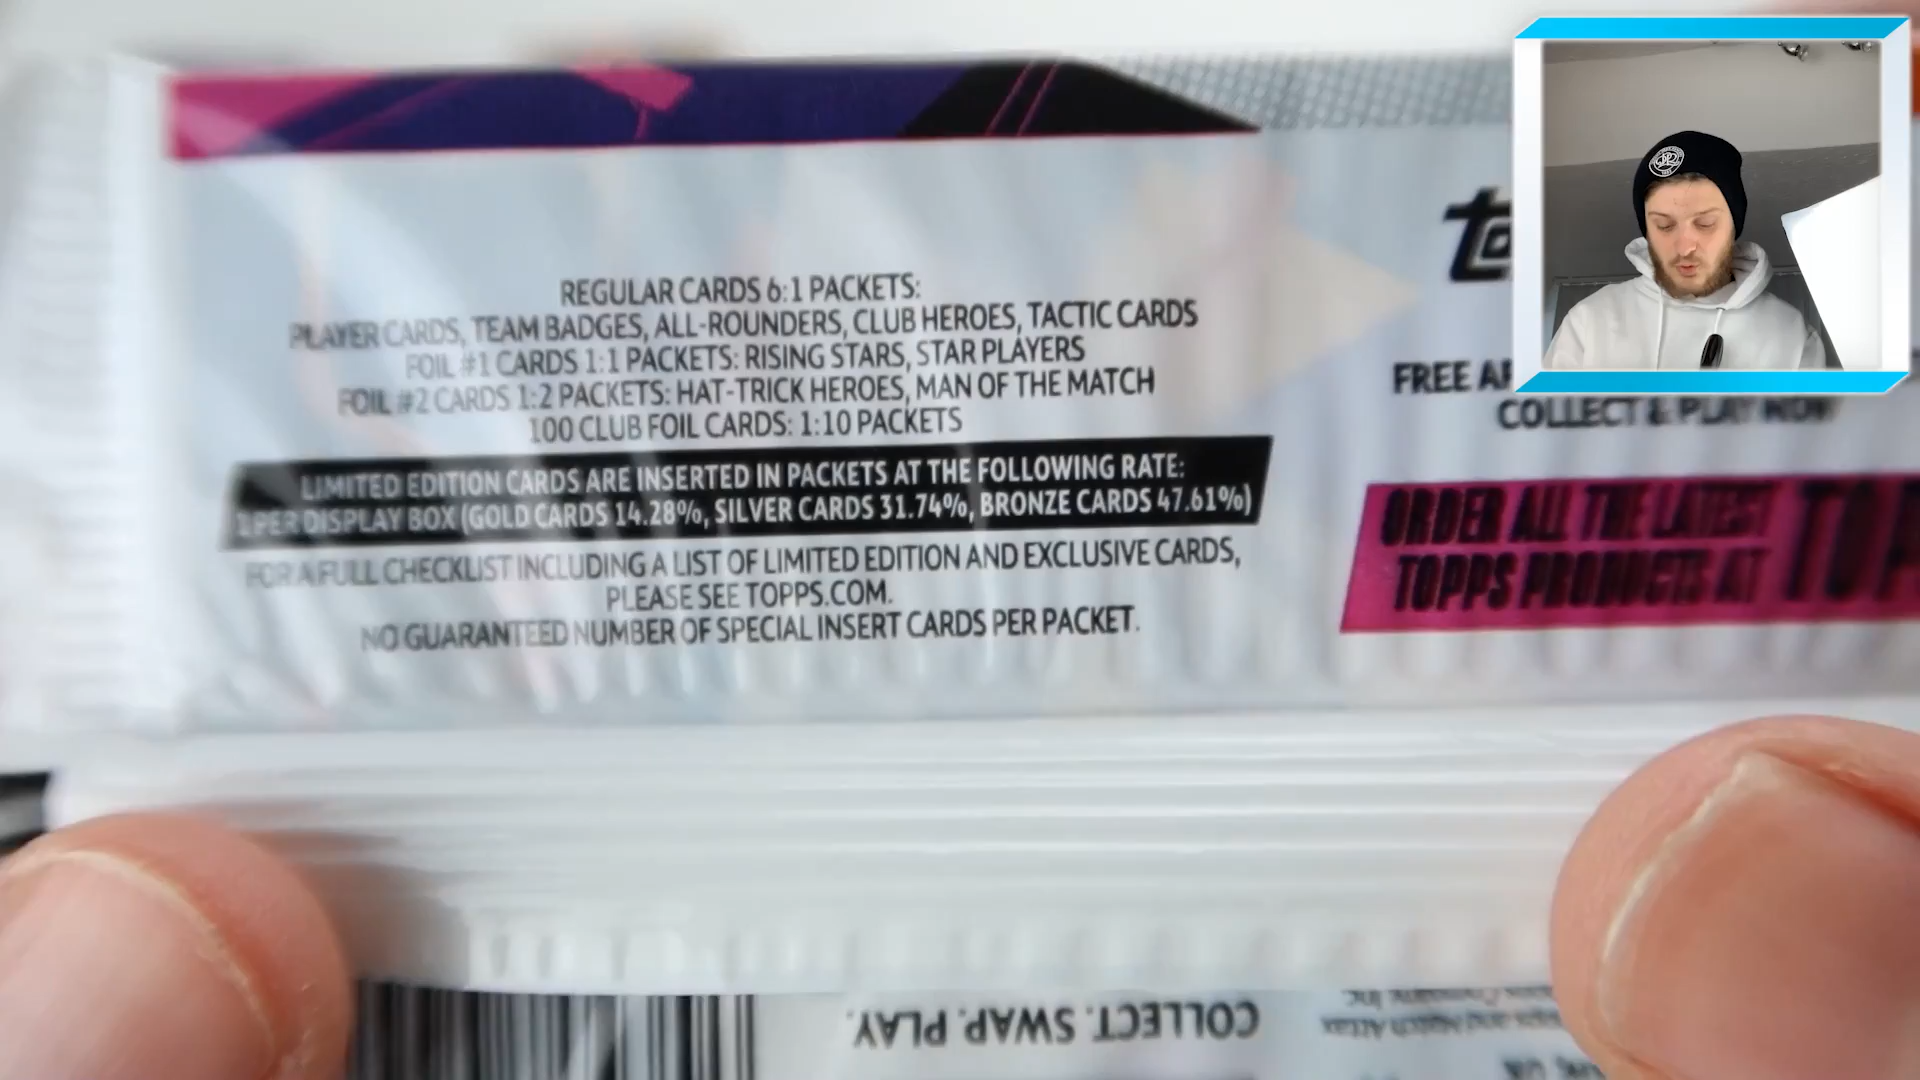 REGULAR CARDS 6:1 PACKETS:
PLAYER CARDS, TEAM BADGES, ALL-ROUNDERS, CLUB HEROES, TACTIC CARDS
FOIL #1 CARDS 1:1 PACKETS: RISING STARS, STAR PLAYERS
FOIL #2 CARDS 1:2 PACKETS: HAT-TRICK HEROES, MAN OF THE MATCH
100 CLUB FOIL CARDS: 1:10 PACKETS
LIMITED EDITION CARDS ARE INSERTED IN PACKETS AT THE FOLLOWING RATE:
1 PER DISPLAY BOX (GOLD CARDS 14.28%, SILVER CARDS 31.74%, BRONZE CARDS 47.61%)
FOR A FULL CHECKLIST INCLUDING A LIST OF LIMITED EDITION AND EXCLUSIVE CARDS,
PLEASE SEE TOPPS.COM.
NO GUARANTEED NUMBER OF SPECIAL INSERT CARDS PER PACKET.
FREE
COLLECT & PLAY NOW
ORDER ALL THE LATEST
TOPPS PRODUCTS AT
COLLECT. SWAP. PLAY.